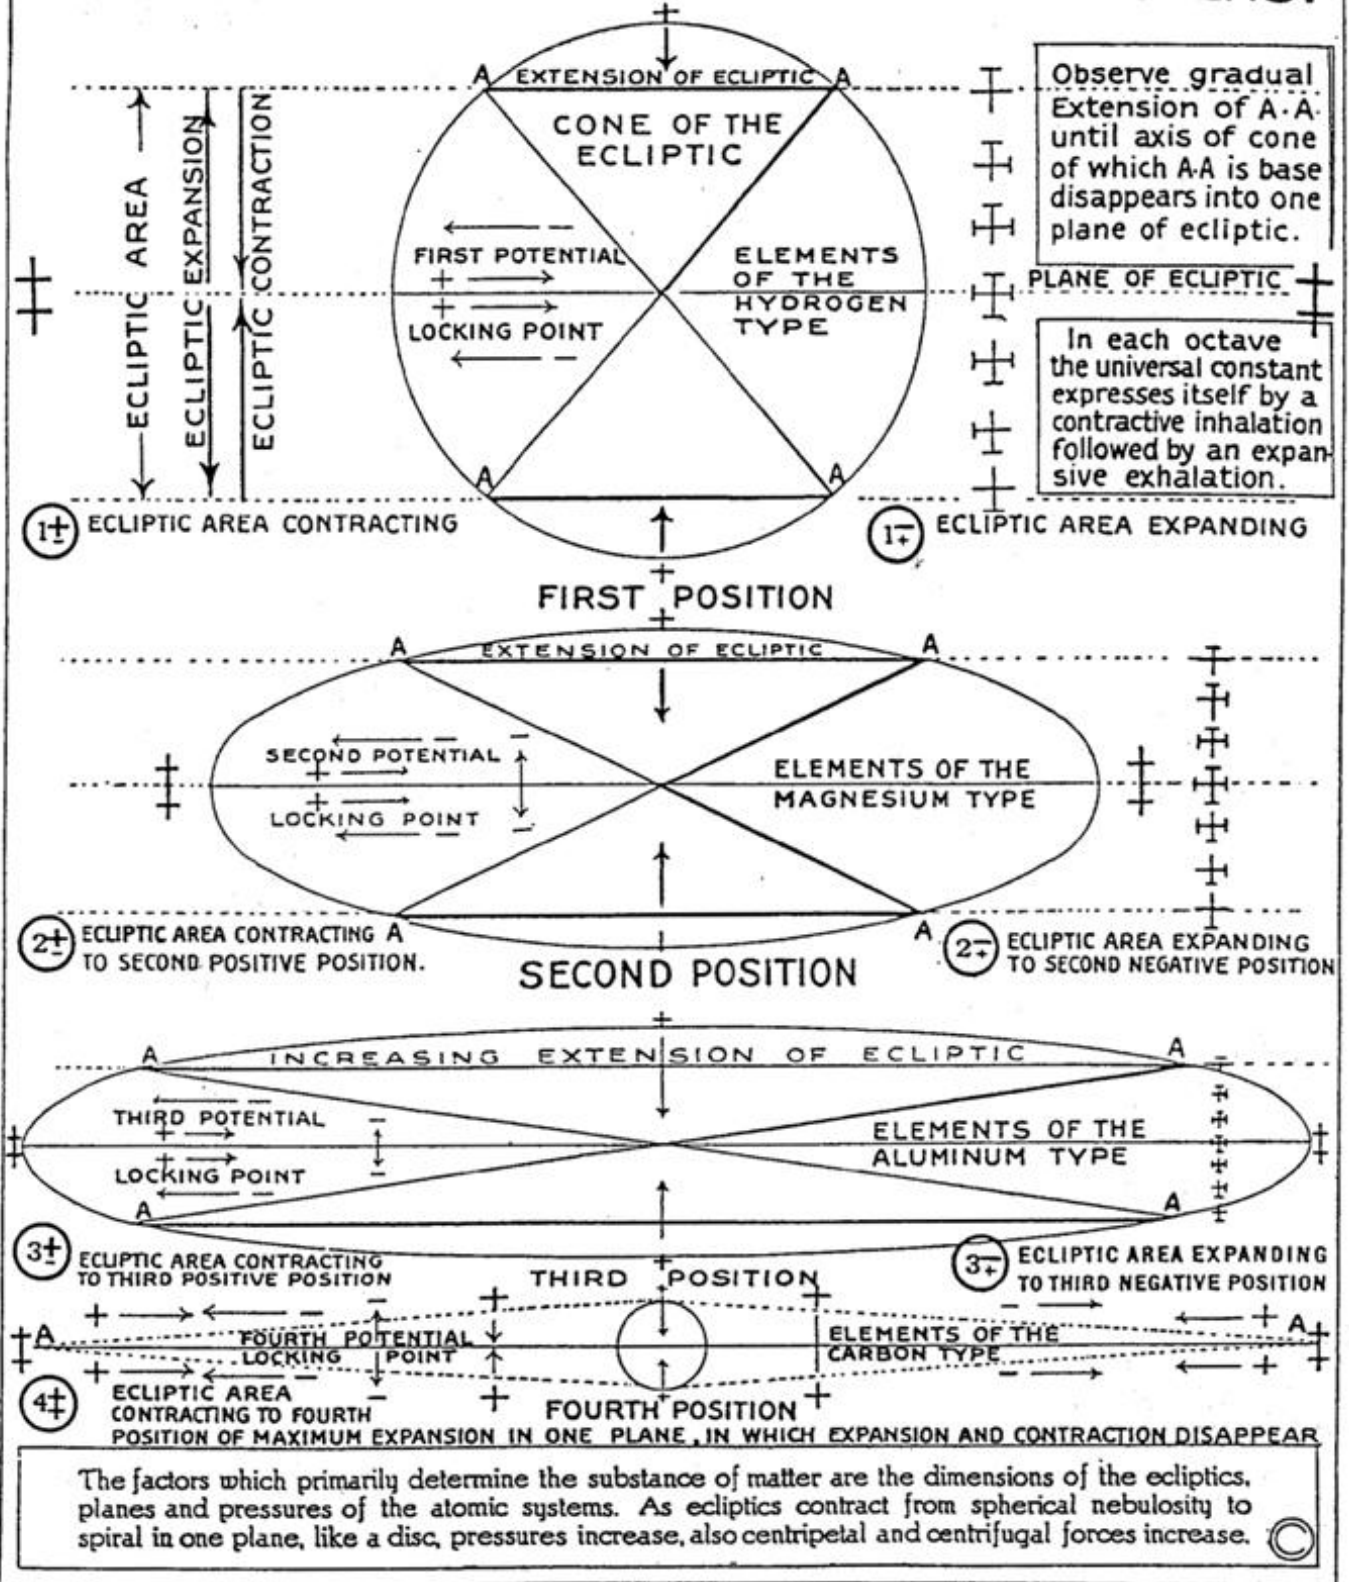 A EXTENSION OF ECLIPTIC A
CONE OF THE
ECLIPTIC
ECLIPTIC AREA
ECLIPTIC EXPANSION
ECLIPTIC CONTRACTION
Observe gradual
Extension of A·A·
until axis of cone
of which A·A is base
disappears into one
plane of ecliptic.
FIRST POTENTIAL
LOCKING POINT
ELEMENTS
OF THE
HYDROGEN
TYPE
PLANE OF ECLIPTIC
In each octave
the universal constant
expresses itself by a
contractive inhalation
followed by an expan-
sive exhalation.
A A
1± ECLIPTIC AREA CONTRACTING
1∓ ECLIPTIC AREA EXPANDING
FIRST POSITION
A EXTENSION OF ECLIPTIC A
SECOND POTENTIAL
LOCKING POINT
ELEMENTS OF THE
MAGNESIUM TYPE
2± ECLIPTIC AREA CONTRACTING A
TO SECOND POSITIVE POSITION.
A 2∓ ECLIPTIC AREA EXPANDING
TO SECOND NEGATIVE POSITION
SECOND POSITION
A INCREASING EXTENSION OF ECLIPTIC A
THIRD POTENTIAL
LOCKING POINT
ELEMENTS OF THE
ALUMINUM TYPE
A A
3± ECLIPTIC AREA CONTRACTING
TO THIRD POSITIVE POSITION
3∓ ECLIPTIC AREA EXPANDING
TO THIRD NEGATIVE POSITION
THIRD POSITION
A FOURTH POTENTIAL
LOCKING POINT
ELEMENTS OF THE A
CARBON TYPE
4‡ ECLIPTIC AREA
CONTRACTING TO FOURTH
FOURTH POSITION
POSITION OF MAXIMUM EXPANSION IN ONE PLANE, IN WHICH EXPANSION AND CONTRACTION DISAPPEAR
The factors which primarily determine the substance of matter are the dimensions of the ecliptics,
planes and pressures of the atomic systems. As ecliptics contract from spherical nebulosity to
spiral in one plane, like a disc, pressures increase, also centripetal and centrifugal forces increase. ©